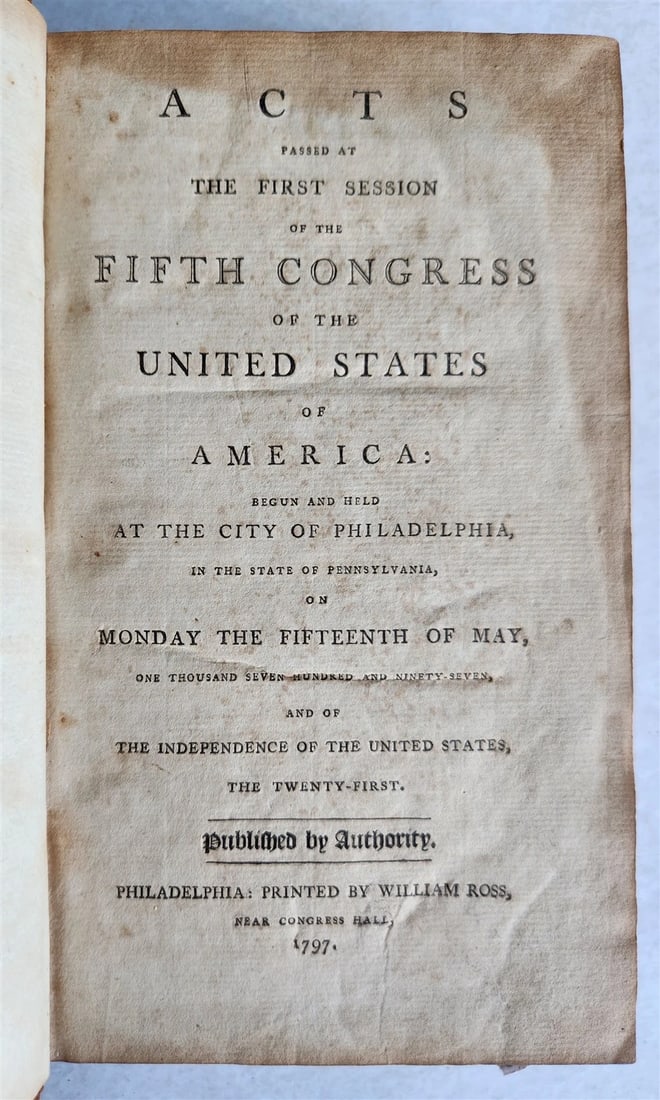 ACTS
PASSED AT
THE FIRST SESSION
OF THE
FIFTH CONGRESS
OF THE
UNITED STATES
OF
AMERICA:
BEGUN AND HELD
AT THE CITY OF PHILADELPHIA,
IN THE STATE OF PENNSYLVANIA,
ON
MONDAY THE FIFTEENTH OF MAY,
ONE THOUSAND SEVEN HUNDRED AND NINETY-SEVEN,
AND OF
THE INDEPENDENCE OF THE UNITED STATES,
THE TWENTY-FIRST.
Publiſhed by Authority.
PHILADELPHIA: PRINTED BY WILLIAM ROSS,
NEAR CONGRESS HALL,
1797.